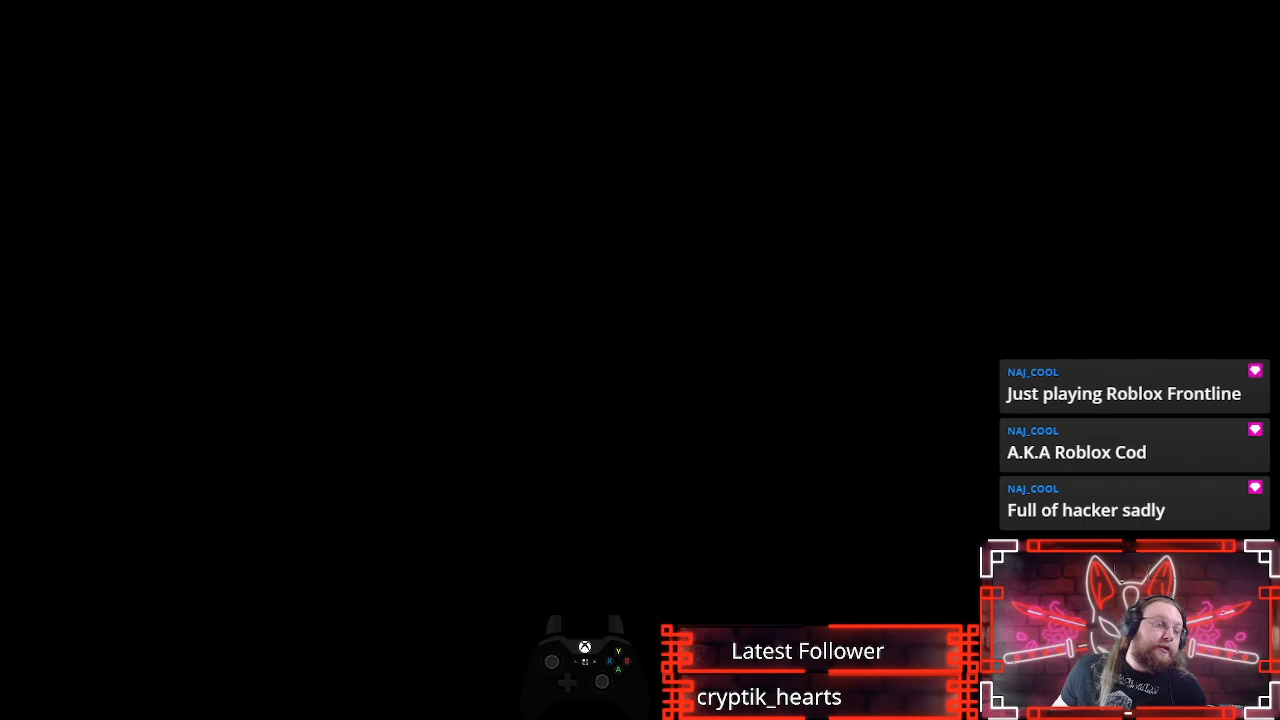 NAJ_COOL
Just playing Roblox Frontline
NAJ_COOL
A.K.A Roblox Cod
NAJ_COOL
Full of hacker sadly
Y
X B
A
Latest Follower
cryptik_hearts